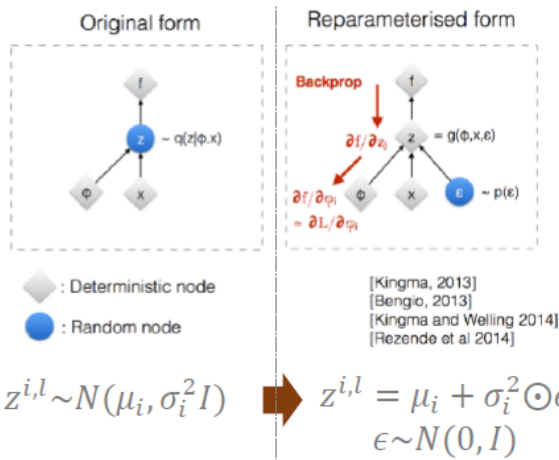 Original form
f
z ~ q(z|ϕ,x)
ϕ x
: Deterministic node
: Random node
z^{i,l}~N(μ_i, σ_i^2 I)
Reparameterised form
Backprop
f
∂f/∂z_i z = g(ϕ,x,ε)
∂f/∂φ_i
= ∂L/∂φ_i
ϕ x ε ~ p(ε)
[Kingma, 2013]
[Bengio, 2013]
[Kingma and Welling 2014]
[Rezende et al 2014]
z^{i,l} = μ_i + σ_i^2⊙ϵ
ϵ~N(0, I)